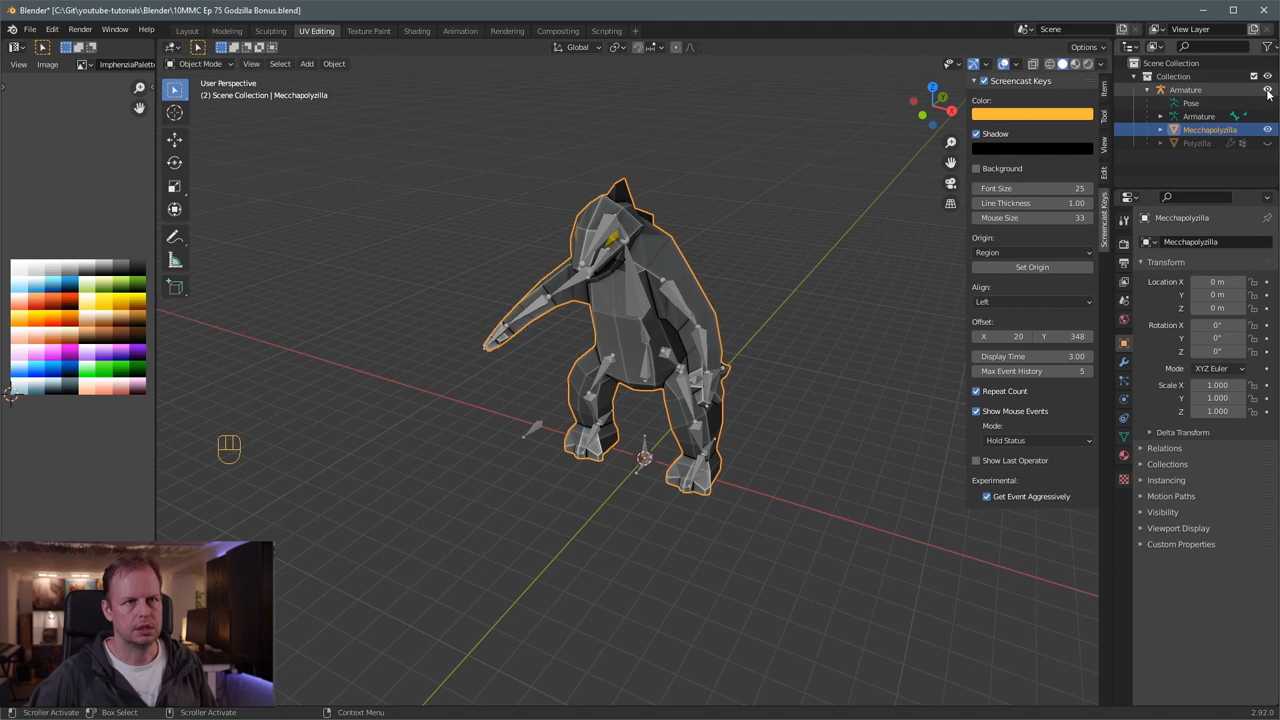 Blender* [C:\Git\youtube-tutorials\Blender\10MMC Ep 75 Godzilla Bonus.blend]
File Edit Render Window Help
Layout Modeling Sculpting UV Editing Texture Paint Shading Animation Rendering Compositing Scripting
Scene
View Layer
View Image
ImphenziaPalett
Global
Options
Object Mode View Select Add Object
User Perspective
(2) Scene Collection | Mecchapolyzilla
Z
Y
X
Screencast Keys
Color:
Shadow
Background
Font Size 25
Line Thickness 1.00
Mouse Size 33
Origin:
Region
Set Origin
Align:
Left
Offset:
X 20 Y 348
Display Time 3.00
Max Event History 5
Repeat Count
Show Mouse Events
Mode:
Hold Status
Show Last Operator
Experimental:
Get Event Aggressively
Item
Tool
View
Edit
Screencast Keys
Scene Collection
Collection
Armature
Pose
Armature
Mecchapolyzilla
Polyzilla
Mecchapolyzilla
Mecchapolyzilla
Transform
Location X 0 m
Y 0 m
Z 0 m
Rotation X 0°
Y 0°
Z 0°
Mode XYZ Euler
Scale X 1.000
Y 1.000
Z 1.000
Delta Transform
Relations
Collections
Instancing
Motion Paths
Visibility
Viewport Display
Custom Properties
Scroller Activate Box Select Scroller Activate Context Menu 2.92.0